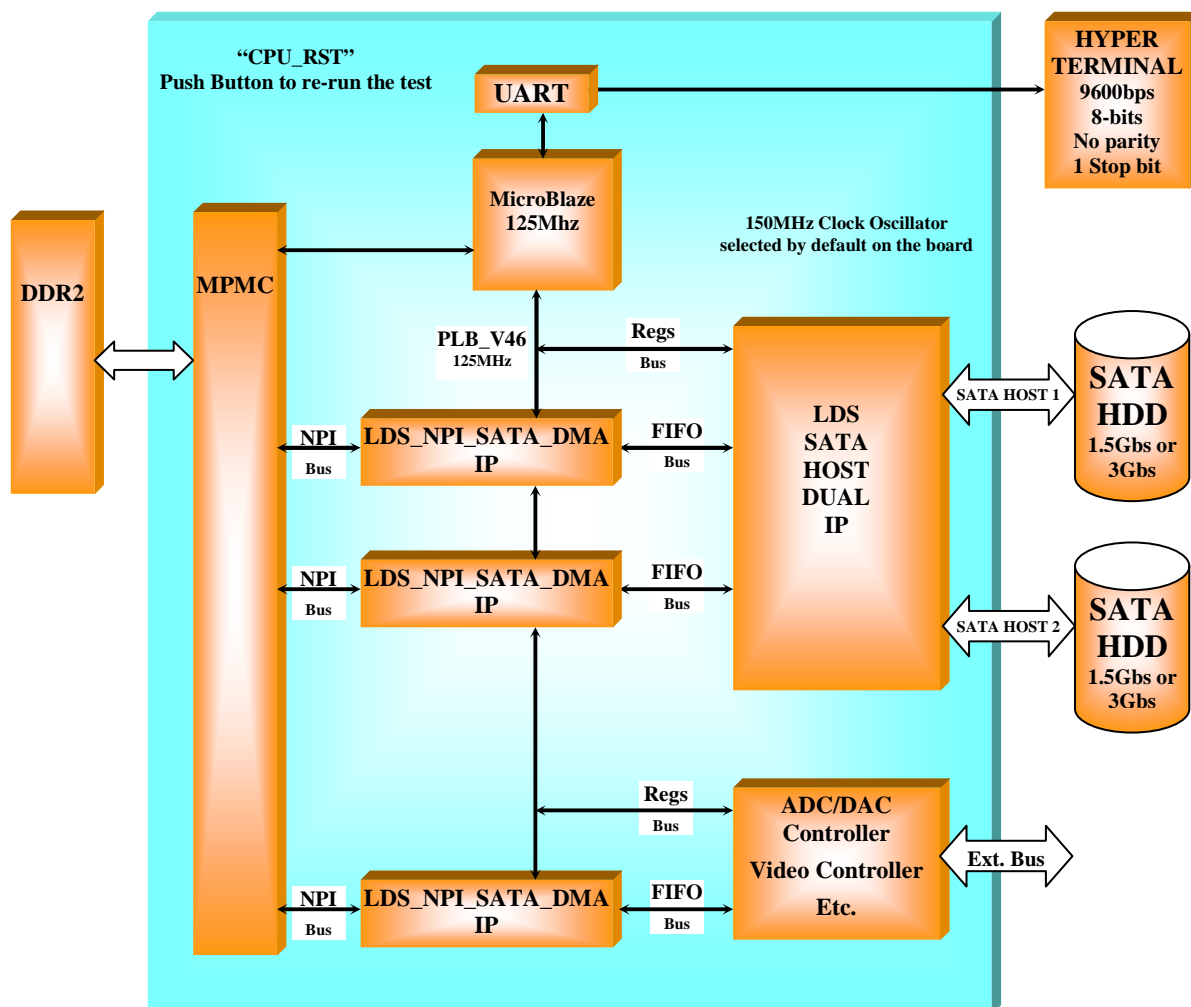 “CPU_RST”
Push Button to re-run the test
UART
HYPER
TERMINAL
9600bps
8-bits
No parity
1 Stop bit
MicroBlaze
125Mhz
150MHz Clock Oscillator
selected by default on the board
DDR2
MPMC
PLB_V46
125MHz
Regs
Bus
LDS
SATA
HOST
DUAL
IP
SATA HOST 1
SATA
HDD
1.5Gbs or
3Gbs
NPI
Bus
LDS_NPI_SATA_DMA
IP
FIFO
Bus
NPI
Bus
LDS_NPI_SATA_DMA
IP
FIFO
Bus
SATA HOST 2
SATA
HDD
1.5Gbs or
3Gbs
Regs
Bus
ADC/DAC
Controller
Video Controller
Etc.
Ext. Bus
NPI
Bus
LDS_NPI_SATA_DMA
IP
FIFO
Bus